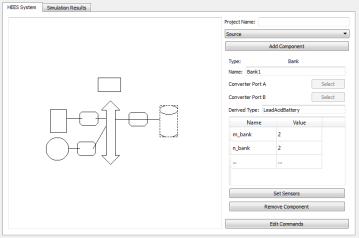 HEES System Simulation Results
Project Name:
Source
Add Component
Type: Bank
Name: Bank1
Converter Port A Select
Converter Port B Select
Derived Type: LeadAcidBattery
Name Value
m_bank 2
n_bank 2
... ...
Set Sensors
Remove Component
Edit Commands